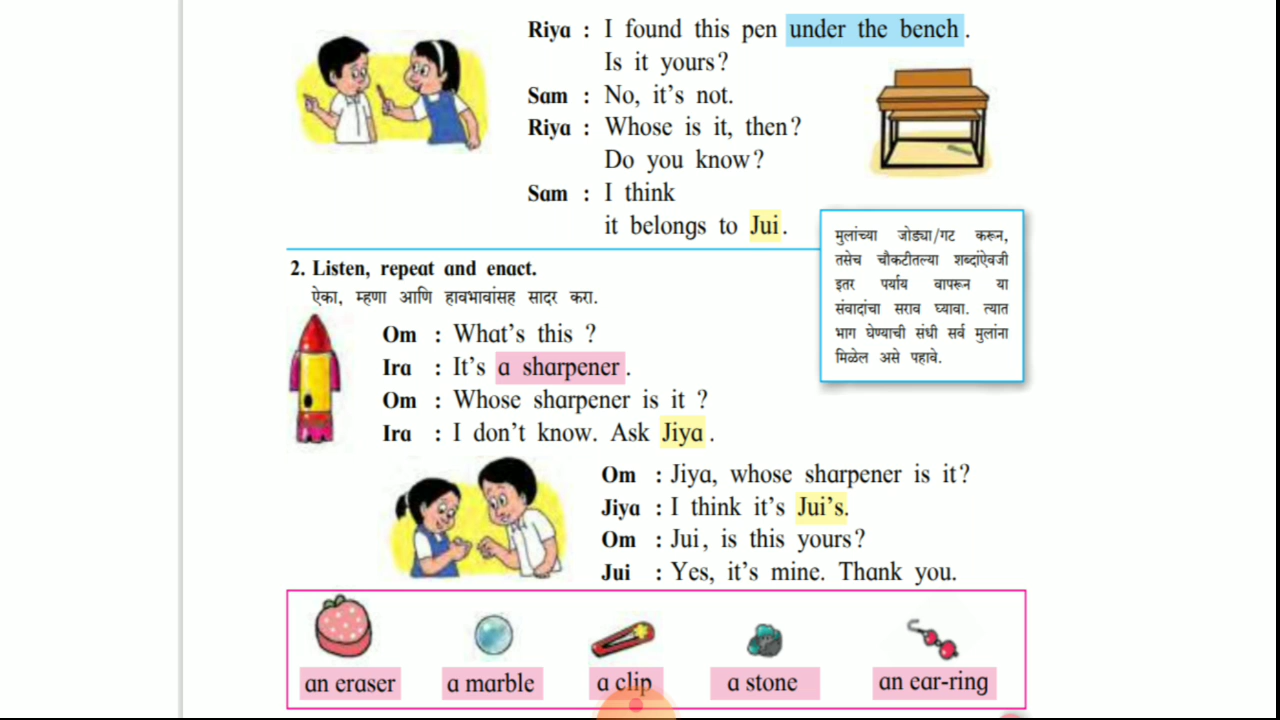 Riya : I found this pen under the bench.
Is it yours?
Sam : No, it's not.
Riya : Whose is it, then?
Do you know?
Sam : I think
it belongs to Jui.
मुलांच्या जोड्या/गट करून,
तसेच चौकटीतल्या शब्दांऐवजी
इतर पर्याय वापरून या
संवादांचा सराव घ्यावा. त्यात
भाग घेण्याची संधी सर्व मुलांना
मिळेल असे पहावे.
2. Listen, repeat and enact.
ऐका, म्हणा आणि हावभावांसह सादर करा.
Om : What's this ?
Ira : It's a sharpener.
Om : Whose sharpener is it ?
Ira : I don't know. Ask Jiya.
Om : Jiya, whose sharpener is it?
Jiya : I think it's Jui's.
Om : Jui, is this yours?
Jui : Yes, it's mine. Thank you.
an eraser a marble a clip a stone an ear-ring